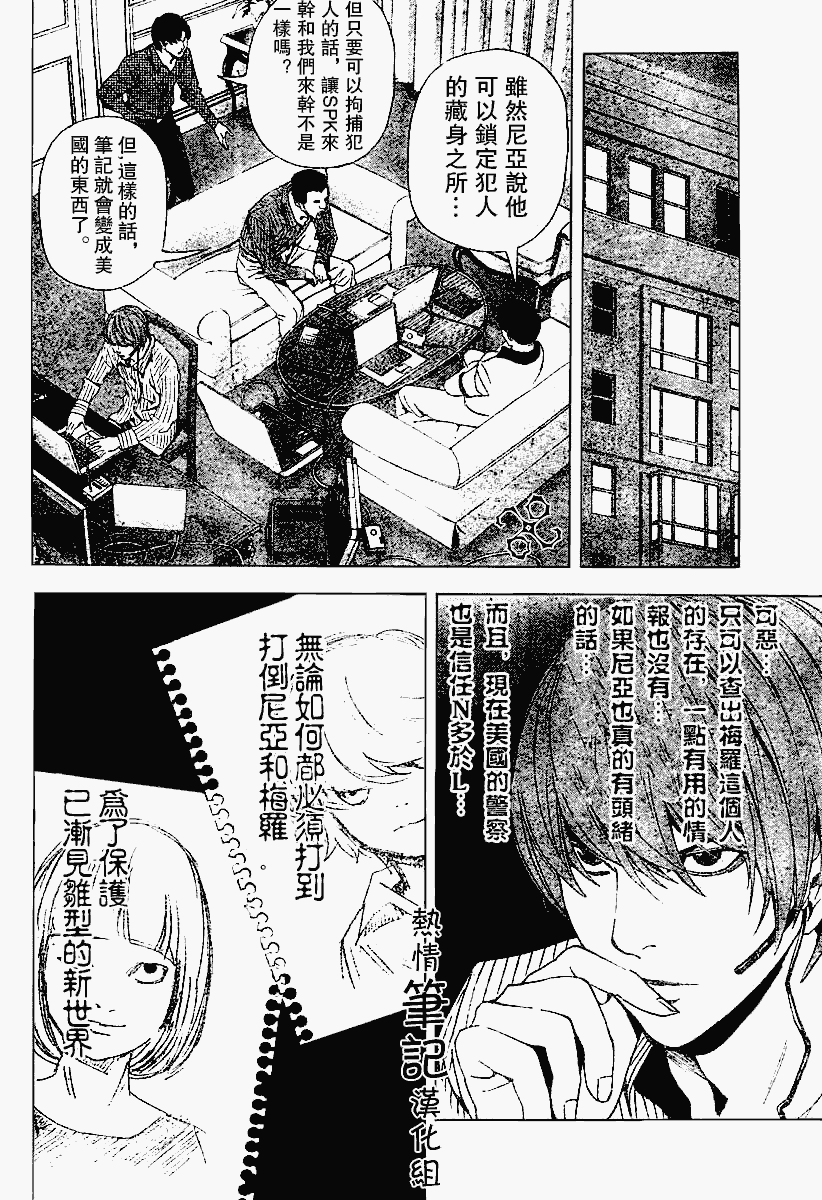 雖然尼亞說他
可以鎖定犯人
的藏身之所…
但只要可以拘捕犯
人的話，讓SPK來
幹和我們來幹不是
一樣嗎？
但,這樣的話,
筆記就會變成美
國的東西了。
可惡…
只可以查出梅羅這個人
的存在，一點有用的情
報也沒有…
如果尼亞也真的有頭緒
的話…
而且，現在美國的警察
也是信任N多於L…
無論如何都必須打到
打倒尼亞和梅羅.
為了保護
已漸見雛型的新世界
熱情筆記漢化組